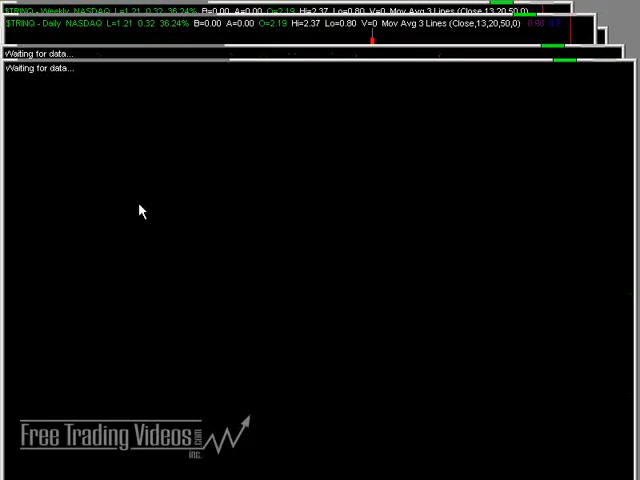 $TRINQ - Weekly NASDAQ L=1.21 0.32 36.24% B=0.00 A=0.00 O=2.19 Hi=2.37 Lo=0.80 V=0 Mov Avg 3 Lines (Close,13,20,50,0)
$TRINQ - Daily NASDAQ L=1.21 0.32 36.24% B=0.00 A=0.00 O=2.19 Hi=2.37 Lo=0.80 V=0 Mov Avg 3 Lines (Close,13,20,50,0)
Waiting for data...
Waiting for data...
Free Trading Videos.com
inc.